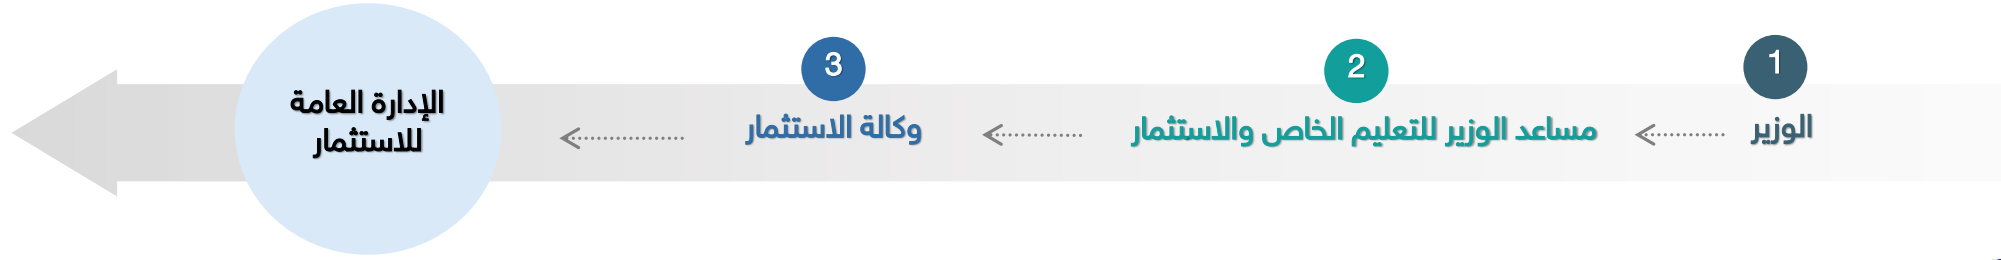 1
الوزير
2
مساعد الوزير للتعليم الخاص والاستثمار
3
وكالة الاستثمار
الإدارة العامة
للاستثمار